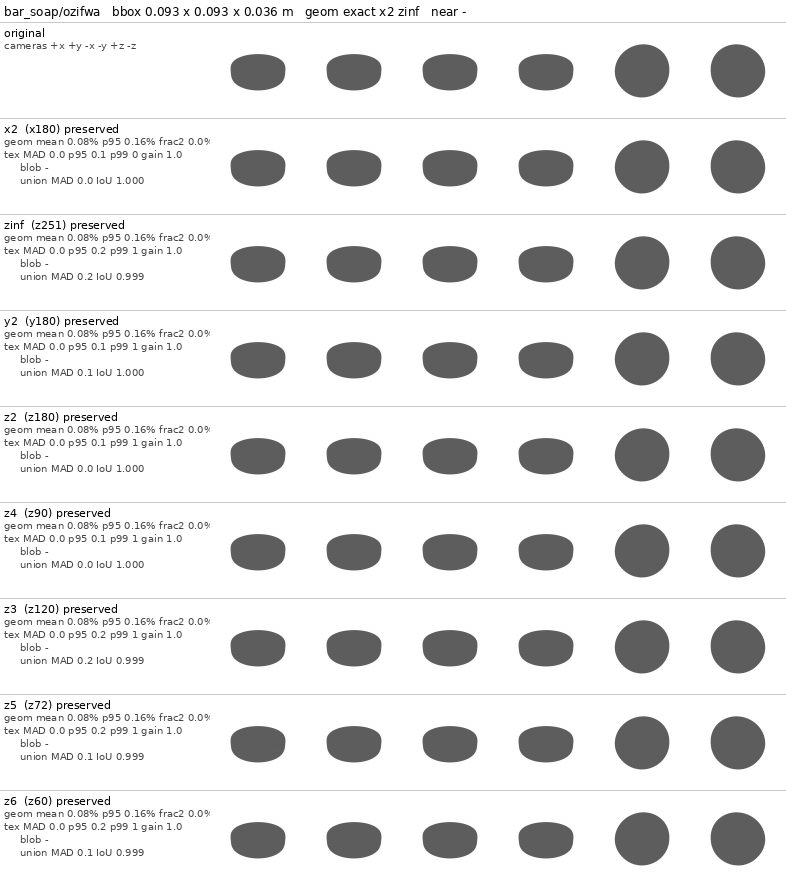 bar_soap/ozifwa   bbox 0.093 x 0.093 x 0.036 m   geom exact x2 zinf   near -
original
cameras +x +y -x -y +z -z
x2  (x180) preserved
geom mean 0.08% p95 0.16% frac2 0.0%
tex MAD 0.0 p95 0.1 p99 0 gain 1.0
blob -
union MAD 0.0 IoU 1.000
zinf  (z251) preserved
geom mean 0.08% p95 0.16% frac2 0.0%
tex MAD 0.0 p95 0.2 p99 1 gain 1.0
blob -
union MAD 0.2 IoU 0.999
y2  (y180) preserved
geom mean 0.08% p95 0.16% frac2 0.0%
tex MAD 0.0 p95 0.1 p99 1 gain 1.0
blob -
union MAD 0.1 IoU 1.000
z2  (z180) preserved
geom mean 0.08% p95 0.16% frac2 0.0%
tex MAD 0.0 p95 0.1 p99 1 gain 1.0
blob -
union MAD 0.0 IoU 1.000
z4  (z90) preserved
geom mean 0.08% p95 0.16% frac2 0.0%
tex MAD 0.0 p95 0.1 p99 1 gain 1.0
blob -
union MAD 0.0 IoU 1.000
z3  (z120) preserved
geom mean 0.08% p95 0.16% frac2 0.0%
tex MAD 0.0 p95 0.2 p99 1 gain 1.0
blob -
union MAD 0.2 IoU 0.999
z5  (z72) preserved
geom mean 0.08% p95 0.16% frac2 0.0%
tex MAD 0.0 p95 0.2 p99 1 gain 1.0
blob -
union MAD 0.1 IoU 0.999
z6  (z60) preserved
geom mean 0.08% p95 0.16% frac2 0.0%
tex MAD 0.0 p95 0.2 p99 1 gain 1.0
blob -
union MAD 0.1 IoU 0.999